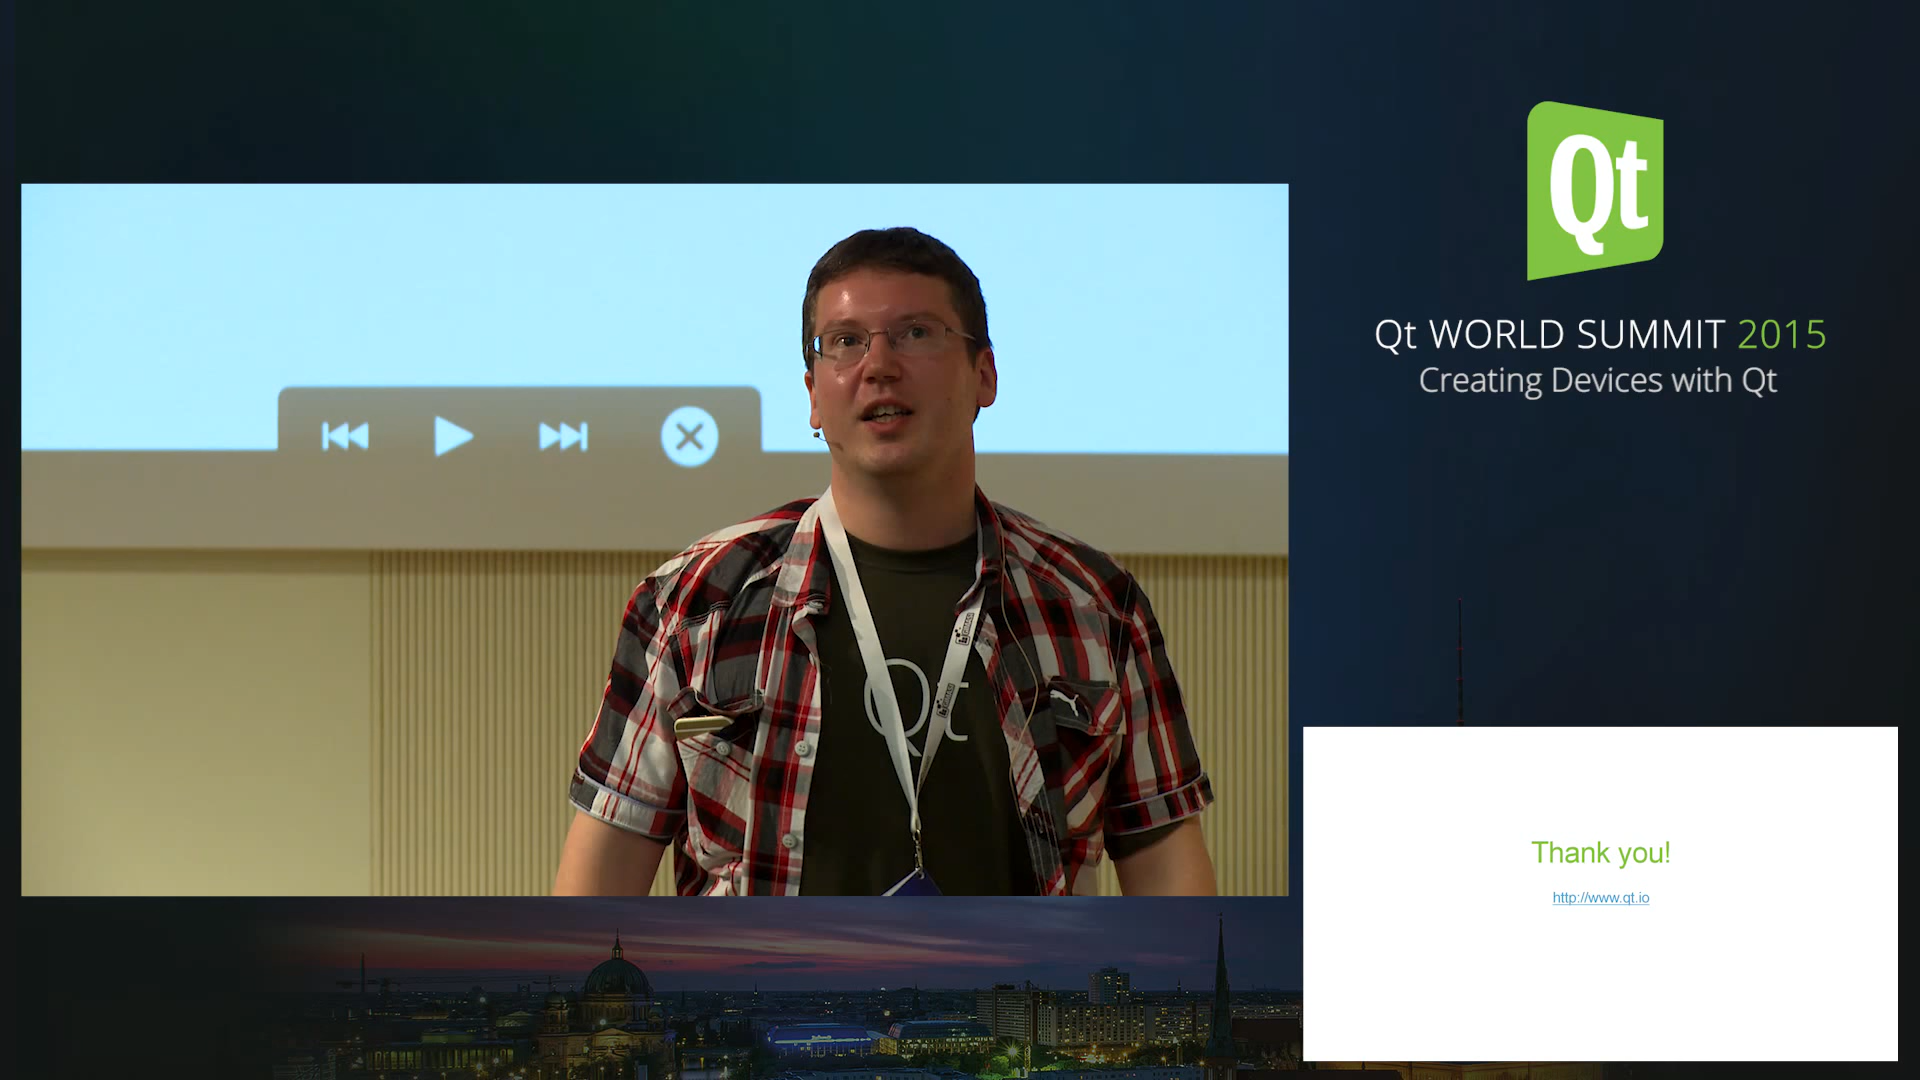 Qt
Qt WORLD SUMMIT 2015
Creating Devices with Qt
Qt
Thank you!
http://www.qt.io